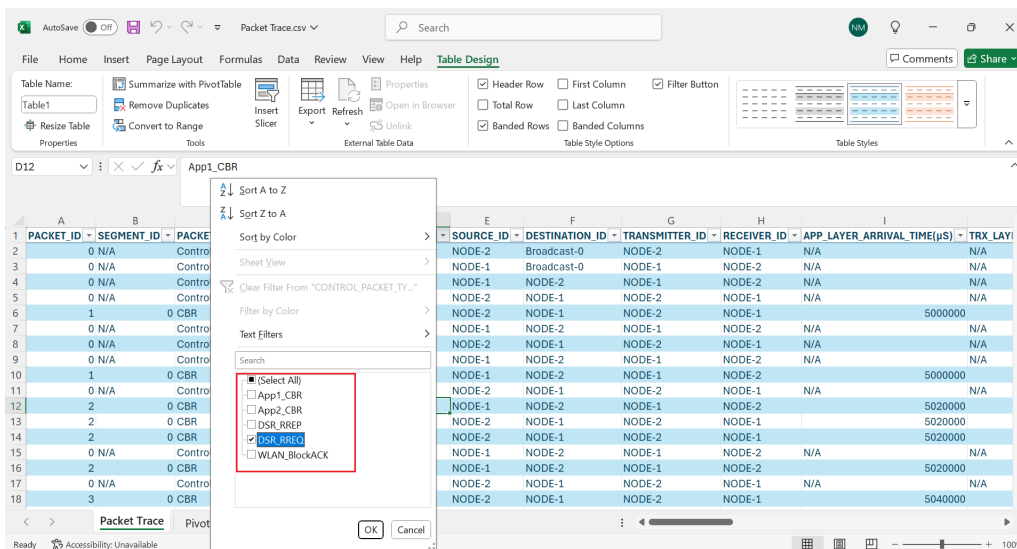 AutoSave Off Packet Trace.csv Search NM
File Home Insert Page Layout Formulas Data Review View Help Table Design Comments Share
Table Name: Summarize with PivotTable Properties Header Row First Column Filter Button
Table1 Remove Duplicates Insert Slicer Export Refresh Open in Browser Total Row Last Column
Resize Table Convert to Range Unlink Banded Rows Banded Columns
Properties Tools External Table Data Table Style Options Table Styles
D12 fx App1_CBR
Sort A to Z
Sort Z to A
Sort by Color
Sheet View
Clear Filter From "CONTROL_PACKET_TY..."
Filter by Color
Text Filters
Search
(Select All)
App1_CBR
App2_CBR
DSR_RREP
DSR_RREQ
WLAN_BlockACK
OK Cancel
A B E F G H I
1 PACKET_ID SEGMENT_ID PACKE SOURCE_ID DESTINATION_ID TRANSMITTER_ID RECEIVER_ID APP_LAYER_ARRIVAL_TIME(µS) TRX_LAYI
2 0 N/A Contro NODE-2 Broadcast-0 NODE-2 NODE-1 N/A N/A
3 0 N/A Contro NODE-1 Broadcast-0 NODE-1 NODE-2 N/A N/A
4 0 N/A Contro NODE-2 NODE-1 NODE-2 NODE-1 N/A N/A
5 0 N/A Contro NODE-1 NODE-2 NODE-1 NODE-2 N/A N/A
6 1 0 CBR NODE-2 NODE-1 NODE-2 NODE-1 5000000
7 0 N/A Contro NODE-1 NODE-2 NODE-1 NODE-2 N/A N/A
8 0 N/A Contro NODE-2 NODE-1 NODE-2 NODE-1 N/A N/A
9 0 N/A Contro NODE-1 NODE-2 NODE-1 NODE-2 N/A N/A
10 1 0 CBR NODE-1 NODE-2 NODE-1 NODE-2 5000000
11 0 N/A Contro NODE-2 NODE-1 NODE-2 NODE-1 N/A N/A
12 2 0 CBR NODE-1 NODE-2 NODE-1 NODE-2 5020000
13 2 0 CBR NODE-2 NODE-1 NODE-2 NODE-1 5020000
14 2 0 CBR NODE-2 NODE-1 NODE-2 NODE-1 5020000
15 0 N/A Contro NODE-1 NODE-2 NODE-1 NODE-2 N/A N/A
16 2 0 CBR NODE-1 NODE-2 NODE-1 NODE-2 5020000
17 0 N/A Contro NODE-2 NODE-1 NODE-2 NODE-1 N/A N/A
18 3 0 CBR NODE-2 NODE-1 NODE-2 NODE-1 5040000
Packet Trace Pivot
Ready Accessibility: Unavailable 100